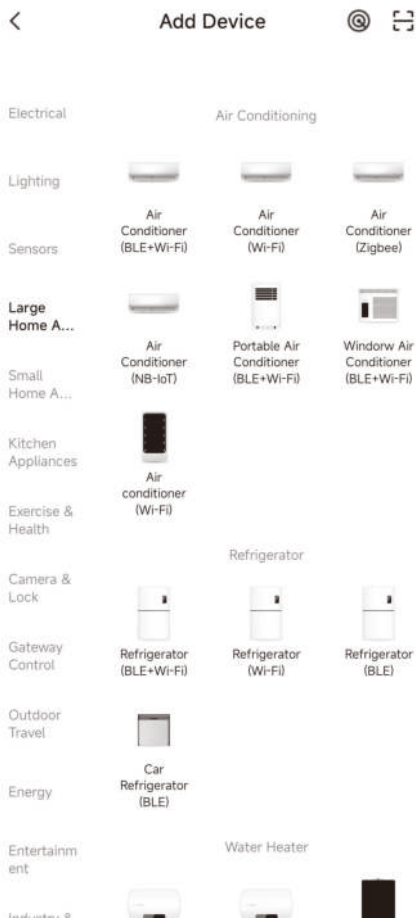 Add Device
Electrical
Lighting
Sensors
Large
Home A...
Small
Home A...
Kitchen
Appliances
Exercise &
Health
Camera &
Lock
Gateway
Control
Outdoor
Travel
Energy
Entertainm
ent
Industry &
Air Conditioning
Air
Conditioner
(BLE+Wi-Fi)
Air
Conditioner
(Wi-Fi)
Air
Conditioner
(Zigbee)
Air
Conditioner
(NB-IoT)
Portable Air
Conditioner
(BLE+Wi-Fi)
Windorw Air
Conditioner
(BLE+Wi-Fi)
Air
conditioner
(Wi-Fi)
Refrigerator
Refrigerator
(BLE+Wi-Fi)
Refrigerator
(Wi-Fi)
Refrigerator
(BLE)
Car
Refrigerator
(BLE)
Water Heater